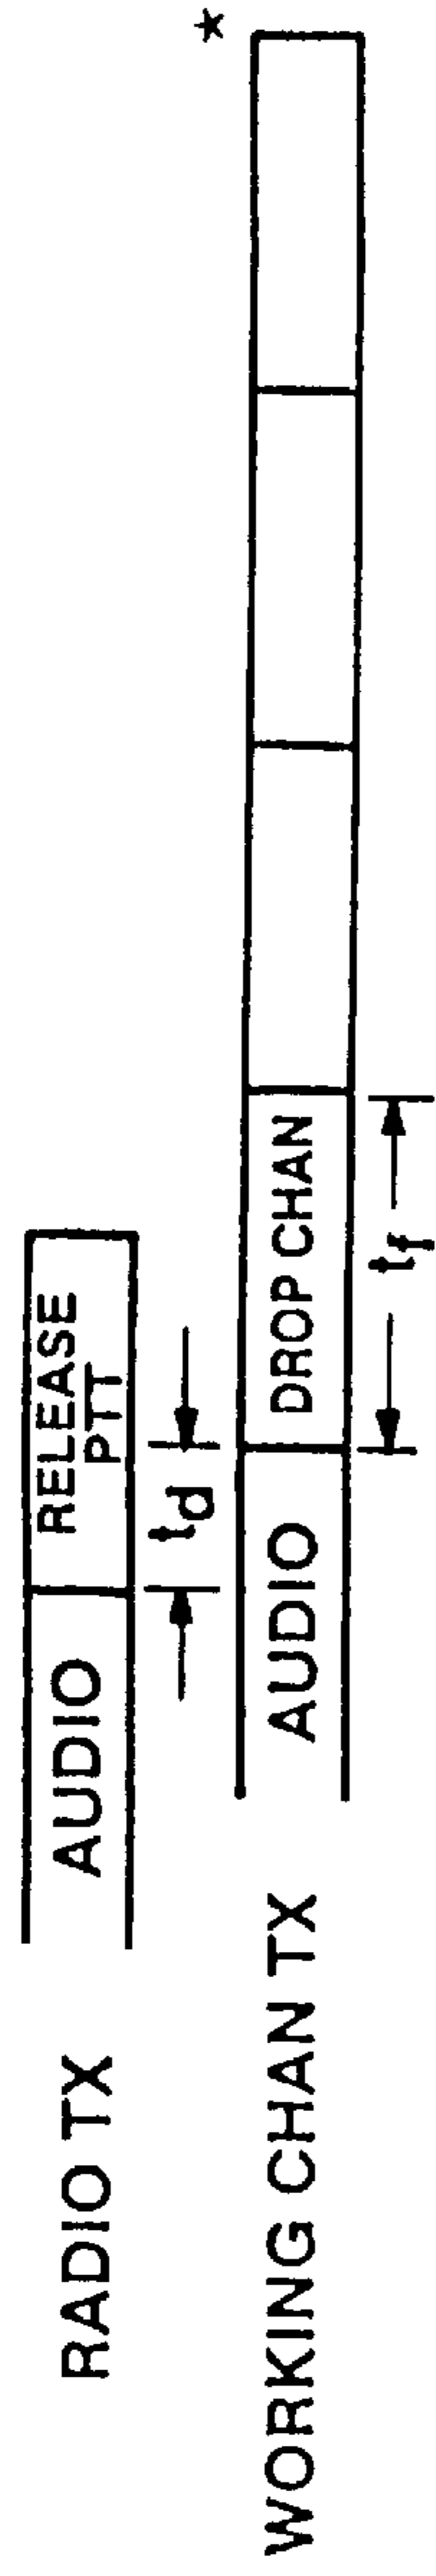 RADIO TX
AUDIO
RELEASE
PTT
td
*
WORKING CHAN TX
AUDIO
DROP CHAN
tf